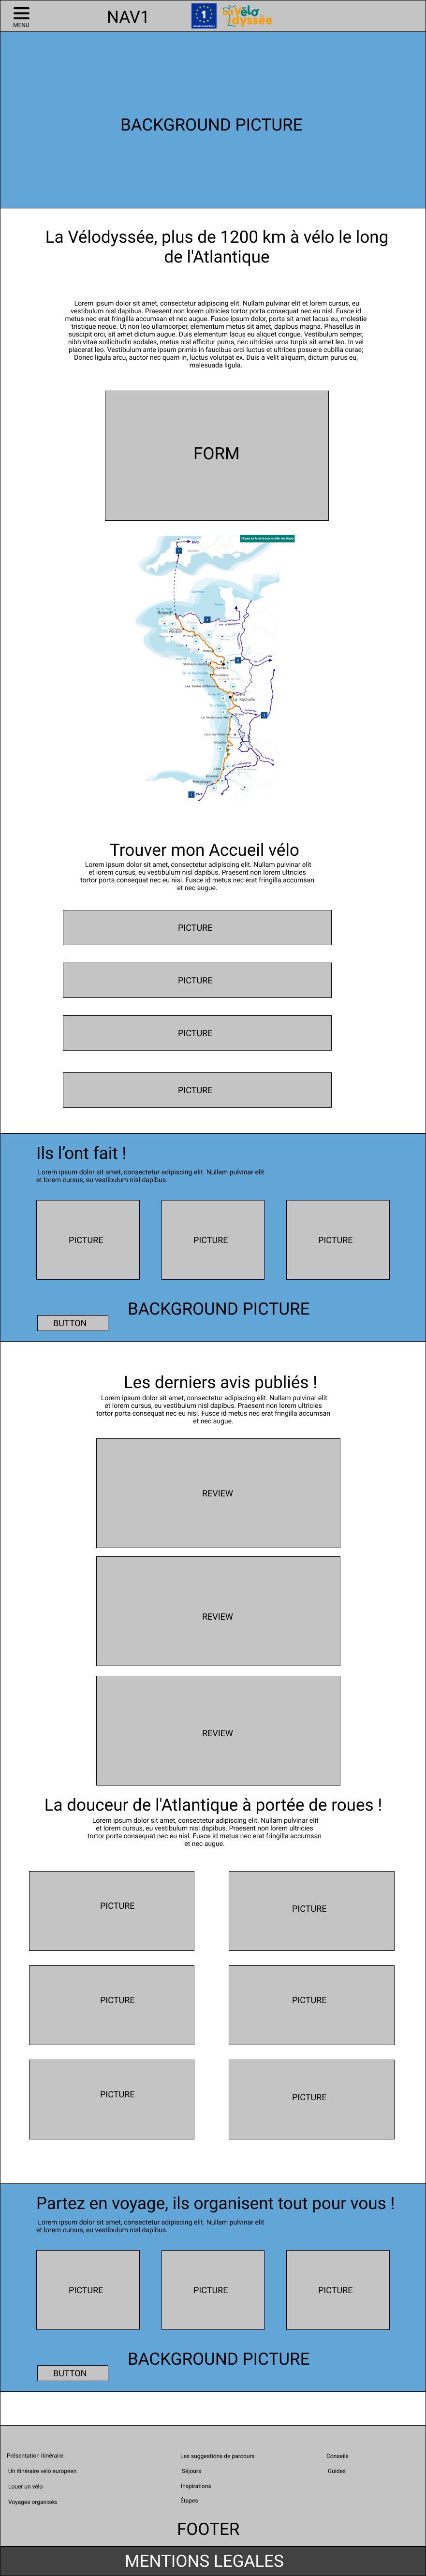 MENU
NAV1
1
La Vélo
dyssée
BACKGROUND PICTURE
La Vélodyssée, plus de 1200 km à vélo le long
de l'Atlantique
Lorem ipsum dolor sit amet, consectetur adipiscing elit. Nullam pulvinar elit et lorem cursus, eu
vestibulum nisl dapibus. Praesent non lorem ultricies tortor porta consequat nec eu nisl. Fusce id
metus nec erat fringilla accumsan et nec augue. Fusce ipsum dolor, porta sit amet lacus eu, molestie
tristique neque. Ut non leo ullamcorper, elementum metus sit amet, dapibus magna. Phasellus in
suscipit orci, sit amet dictum augue. Duis elementum lacus eu aliquet congue. Vestibulum semper,
nibh vitae sollicitudin sodales, metus nisl efficitur purus, nec ultricies urna turpis sit amet leo. In vel
placerat leo. Vestibulum ante ipsum primis in faucibus orci luctus et ultrices posuere cubilia curae;
Donec ligula arcu, auctor nec quam in, luctus volutpat ex. Duis a velit aliquam, dictum purus eu,
malesuada ligula.
FORM
EV3
Roscoff
Nantes
La Rochelle
Hendaye
EV3
Trouver mon Accueil vélo
Lorem ipsum dolor sit amet, consectetur adipiscing elit. Nullam pulvinar elit
et lorem cursus, eu vestibulum nisl dapibus. Praesent non lorem ultricies
tortor porta consequat nec eu nisl. Fusce id metus nec erat fringilla accumsan
et nec augue.
PICTURE
PICTURE
PICTURE
PICTURE
Ils l’ont fait !
Lorem ipsum dolor sit amet, consectetur adipiscing elit. Nullam pulvinar elit
et lorem cursus, eu vestibulum nisl dapibus.
PICTURE
PICTURE
PICTURE
BACKGROUND PICTURE
BUTTON
Les derniers avis publiés !
Lorem ipsum dolor sit amet, consectetur adipiscing elit. Nullam pulvinar elit
et lorem cursus, eu vestibulum nisl dapibus. Praesent non lorem ultricies
tortor porta consequat nec eu nisl. Fusce id metus nec erat fringilla accumsan
et nec augue.
REVIEW
REVIEW
REVIEW
La douceur de l'Atlantique à portée de roues !
Lorem ipsum dolor sit amet, consectetur adipiscing elit. Nullam pulvinar elit
et lorem cursus, eu vestibulum nisl dapibus. Praesent non lorem ultricies
tortor porta consequat nec eu nisl. Fusce id metus nec erat fringilla accumsan
et nec augue.
PICTURE
PICTURE
PICTURE
PICTURE
PICTURE
PICTURE
Partez en voyage, ils organisent tout pour vous !
Lorem ipsum dolor sit amet, consectetur adipiscing elit. Nullam pulvinar elit
et lorem cursus, eu vestibulum nisl dapibus.
PICTURE
PICTURE
PICTURE
BACKGROUND PICTURE
BUTTON
Présentation itinéraire
Un itinéraire vélo européen
Louer un vélo
Voyages organisés
Les suggestions de parcours
Séjours
Inspirations
Étapes
Conseils
Guides
FOOTER
MENTIONS LEGALES